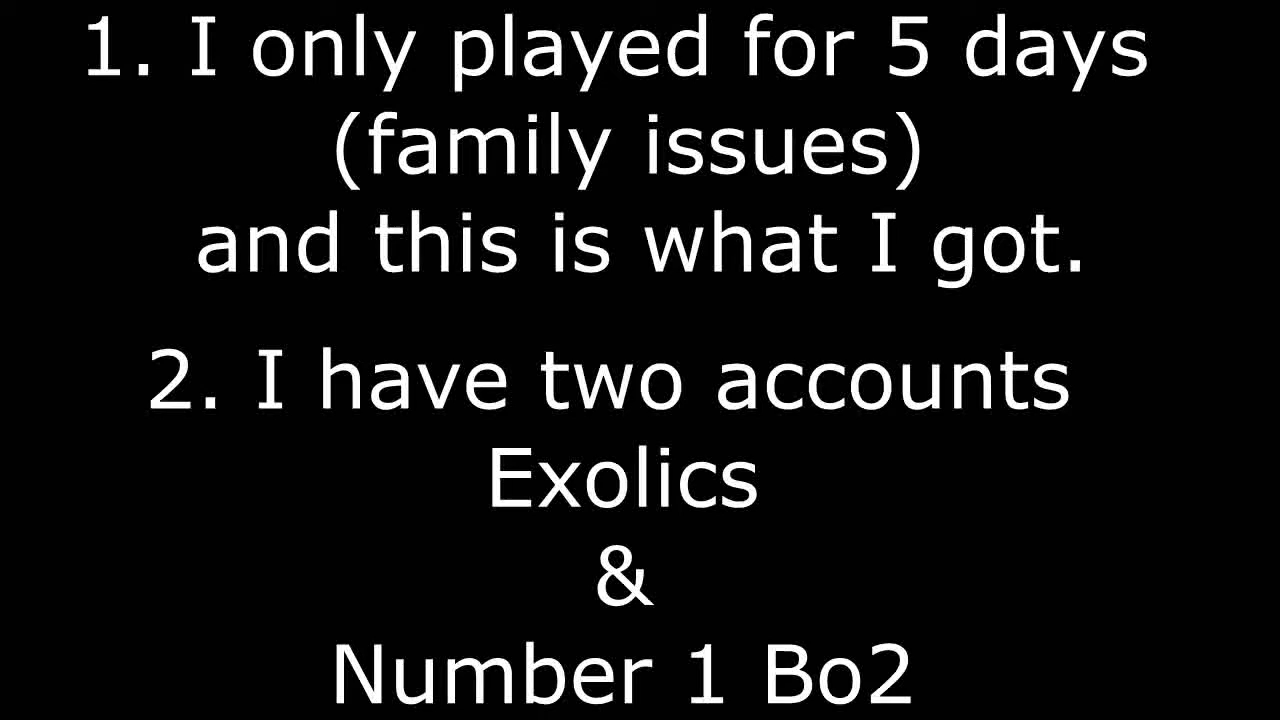 1. I only played for 5 days
(family issues)
and this is what I got.
2. I have two accounts
Exolics
&
Number 1 Bo2